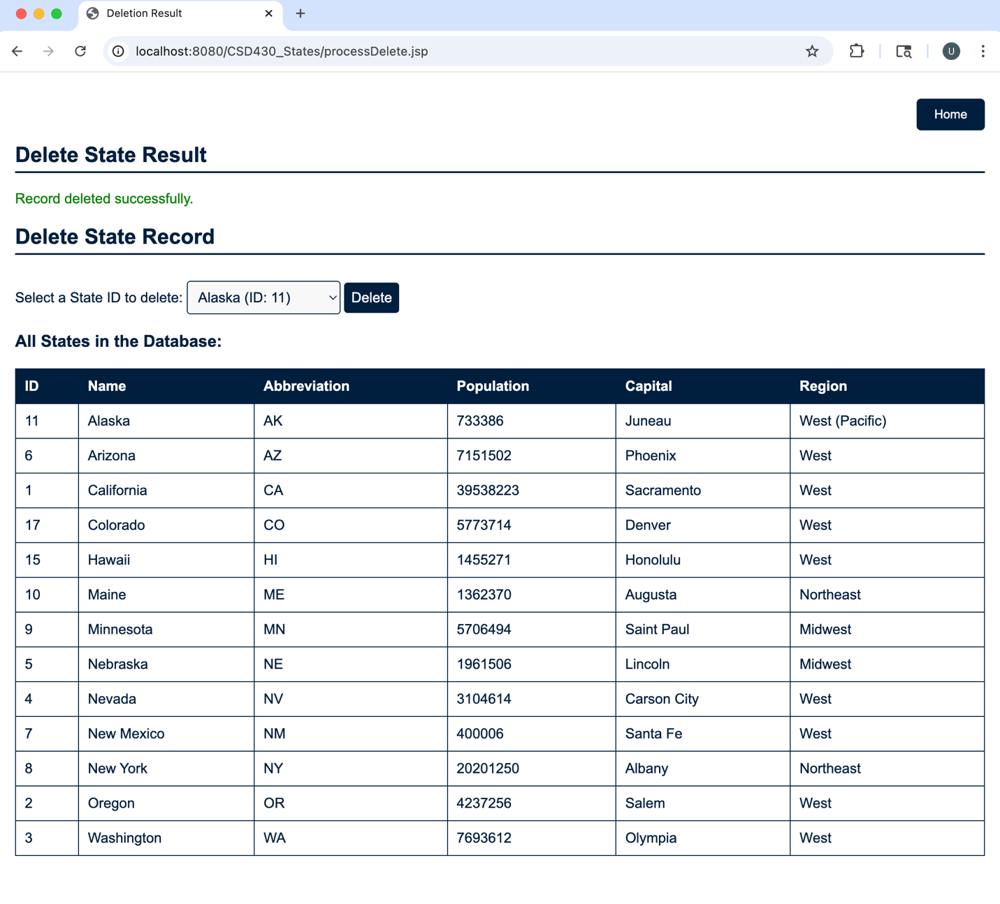 Deletion Result
localhost:8080/CSD430_States/processDelete.jsp
U
Home
Delete State Result
Record deleted successfully.
Delete State Record
Select a State ID to delete: Alaska (ID: 11) Delete
All States in the Database:
ID Name Abbreviation Population Capital Region
11 Alaska AK 733386 Juneau West (Pacific)
6 Arizona AZ 7151502 Phoenix West
1 California CA 39538223 Sacramento West
17 Colorado CO 5773714 Denver West
15 Hawaii HI 1455271 Honolulu West
10 Maine ME 1362370 Augusta Northeast
9 Minnesota MN 5706494 Saint Paul Midwest
5 Nebraska NE 1961506 Lincoln Midwest
4 Nevada NV 3104614 Carson City West
7 New Mexico NM 400006 Santa Fe West
8 New York NY 20201250 Albany Northeast
2 Oregon OR 4237256 Salem West
3 Washington WA 7693612 Olympia West